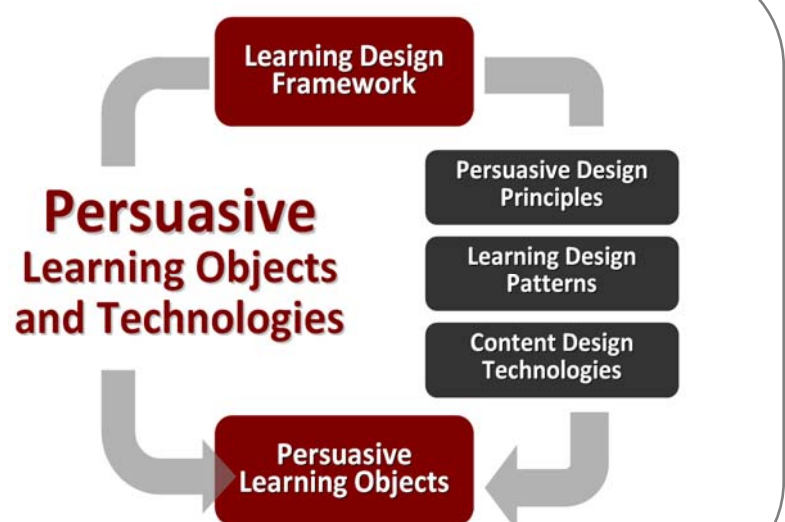 Learning Design
Framework
Persuasive Design
Principles
Persuasive
Learning Objects
and Technologies
Learning Design
Patterns
Content Design
Technologies
Persuasive
Learning Objects